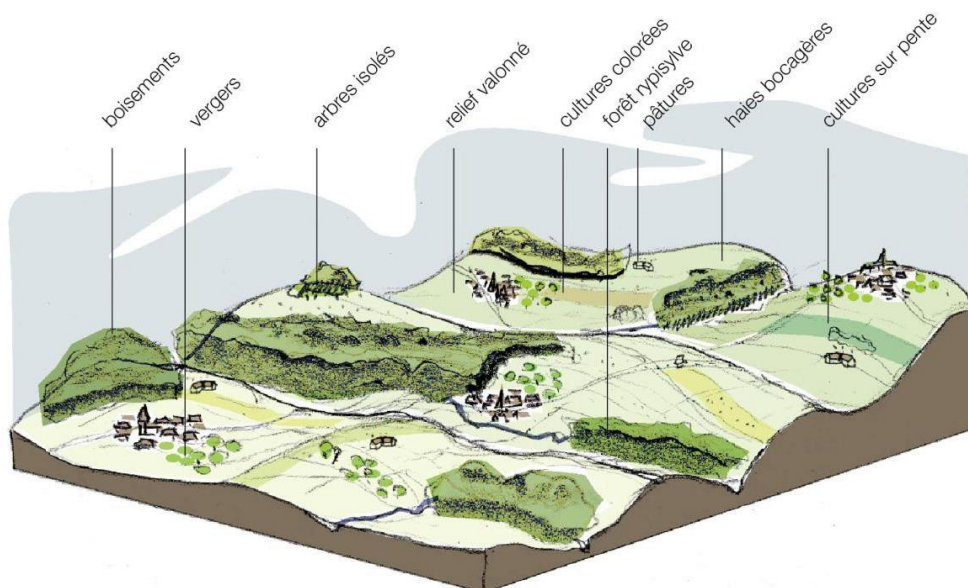 boisements
vergers
arbres isolés
relief valonné
cultures colorées
forêt rypisylve
pâtures
haies bocagères
cultures sur pente